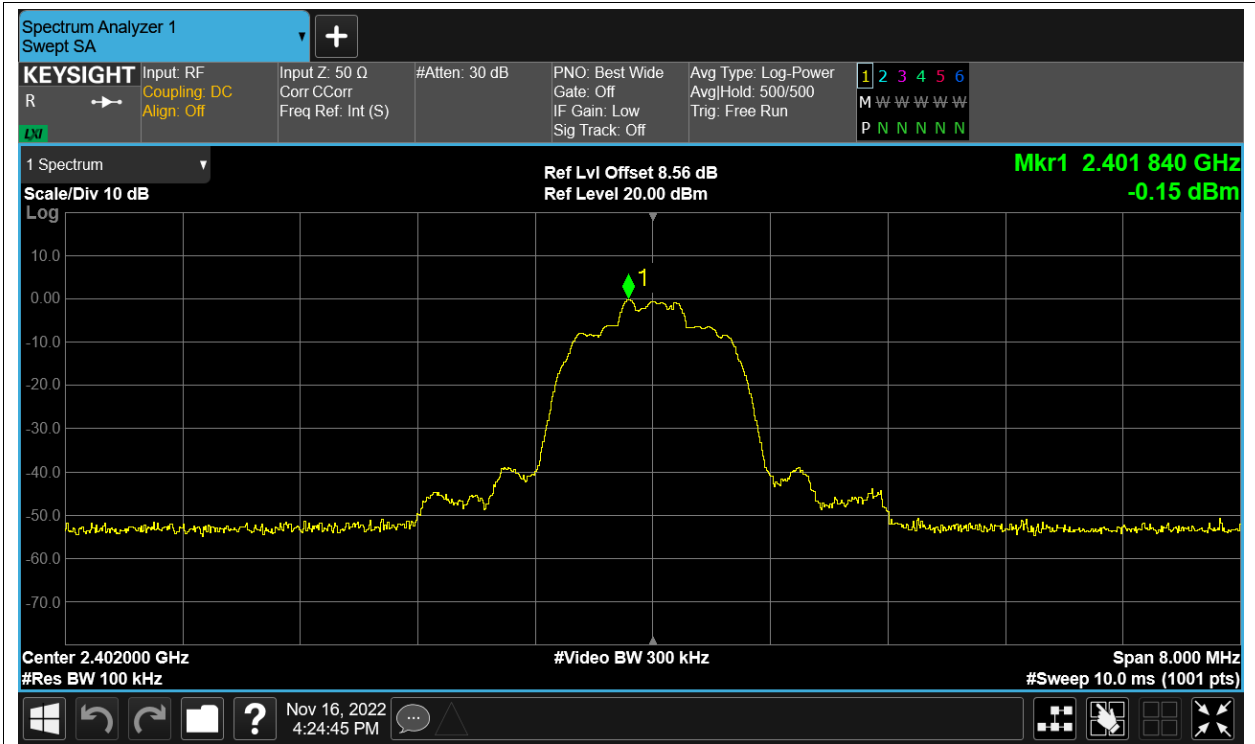 Spectrum Analyzer 1
Swept SA
KEYSIGHT
R
LXI
Input: RF
Coupling: DC
Align: Off
Input Z: 50 Ω
Corr CCorr
Freq Ref: Int (S)
#Atten: 30 dB
PNO: Best Wide
Gate: Off
IF Gain: Low
Sig Track: Off
Avg Type: Log-Power
Avg|Hold: 500/500
Trig: Free Run
1 2 3 4 5 6
M W W W W W W
P N N N N N N
1 Spectrum
Scale/Div 10 dB
Log
Ref Lvl Offset 8.56 dB
Ref Level 20.00 dBm
Mkr1 2.401 840 GHz
-0.15 dBm
1
10.0
0.00
-10.0
-20.0
-30.0
-40.0
-50.0
-60.0
-70.0
Center 2.402000 GHz
#Video BW 300 kHz
Span 8.000 MHz
#Res BW 100 kHz
#Sweep 10.0 ms (1001 pts)
?
Nov 16, 2022
4:24:45 PM